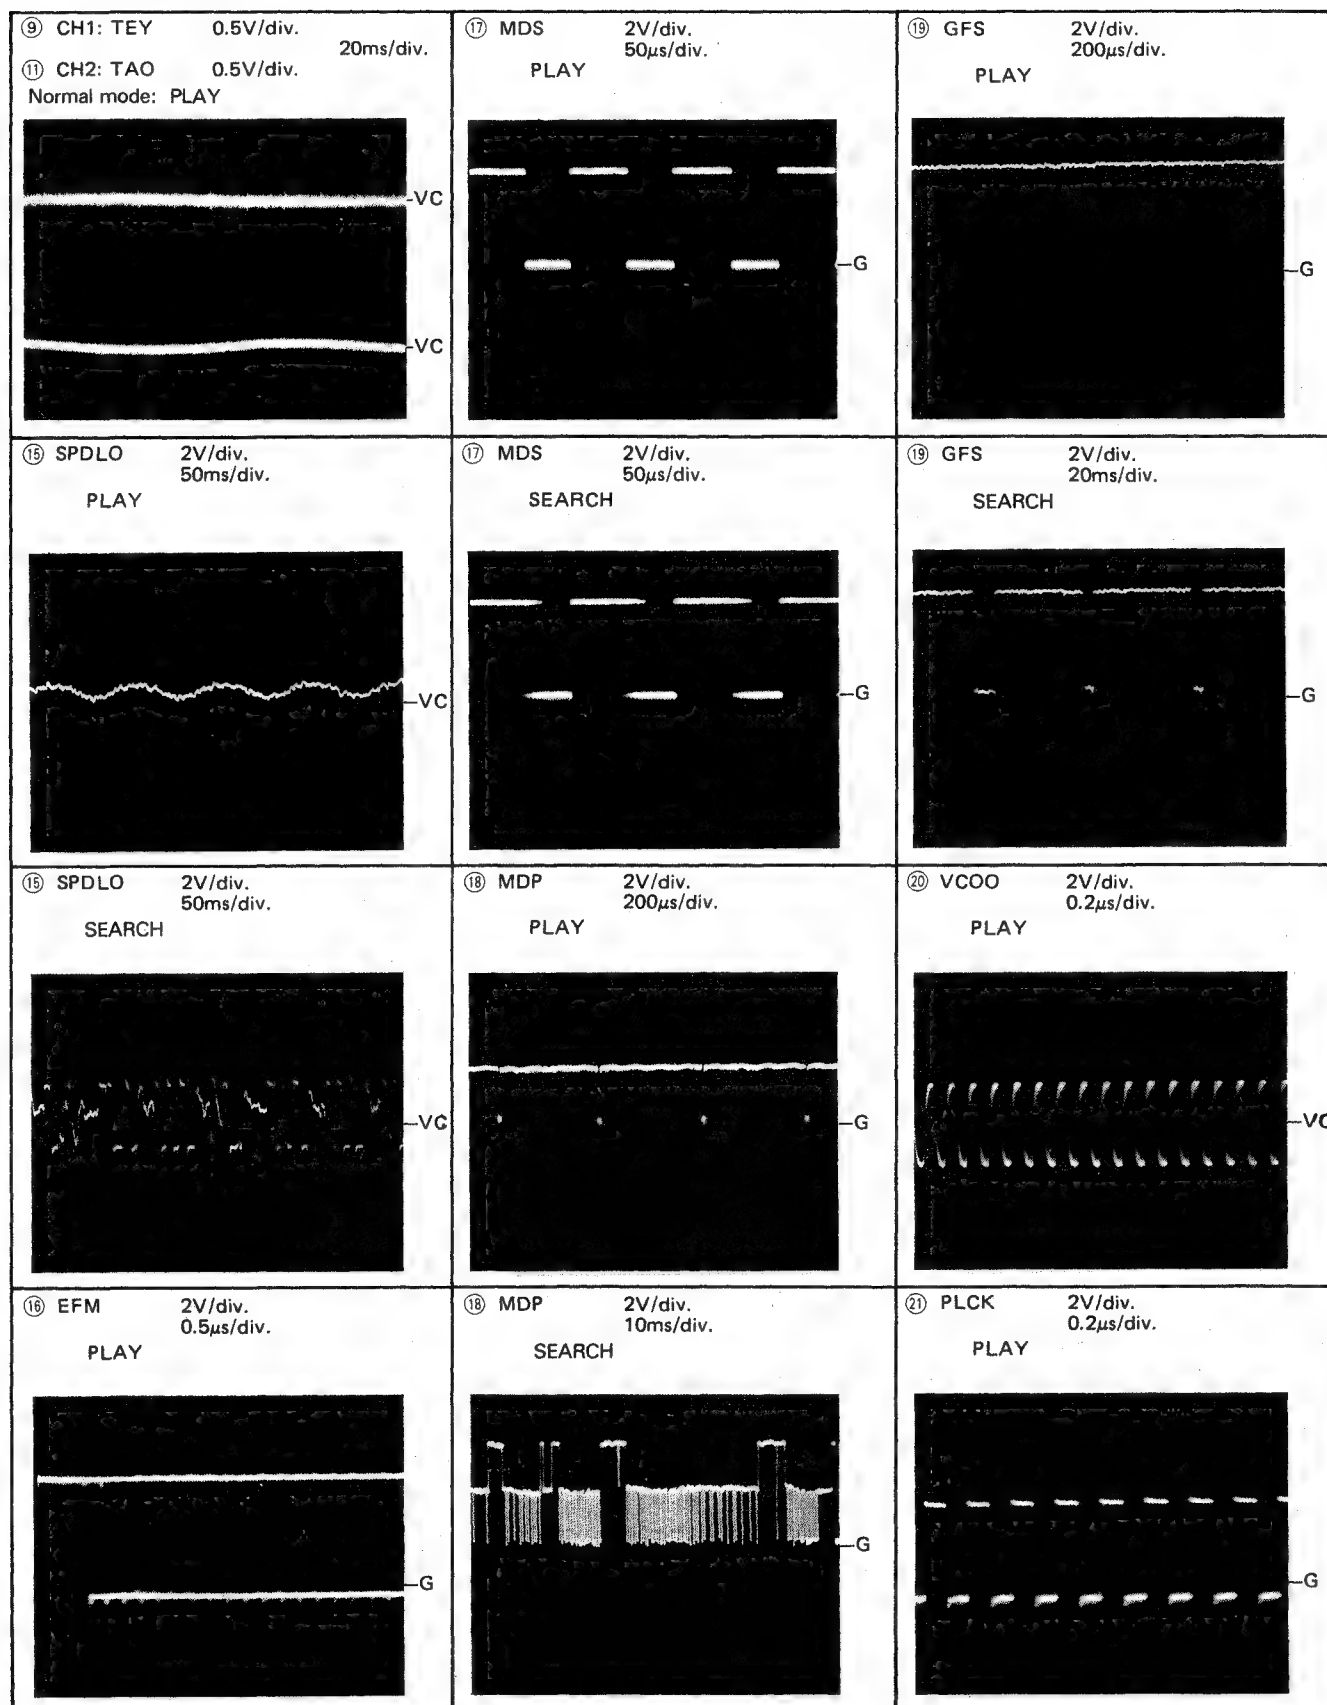 ⑨ CH1: TEY 0.5V/div.
20ms/div.
⑪ CH2: TAO 0.5V/div.
Normal mode: PLAY
VC
VC
⑰ MDS 2V/div.
50μs/div.
PLAY
G
⑲ GFS 2V/div.
200μs/div.
PLAY
G
⑮ SPDLO 2V/div.
50ms/div.
PLAY
VC
⑰ MDS 2V/div.
50μs/div.
SEARCH
G
⑲ GFS 2V/div.
20ms/div.
SEARCH
G
⑮ SPDLO 2V/div.
50ms/div.
SEARCH
VC
⑱ MDP 2V/div.
200μs/div.
PLAY
G
⑳ VCOO 2V/div.
0.2μs/div.
PLAY
VC
⑯ EFM 2V/div.
0.5μs/div.
PLAY
G
⑱ MDP 2V/div.
10ms/div.
SEARCH
G
㉑ PLCK 2V/div.
0.2μs/div.
PLAY
G